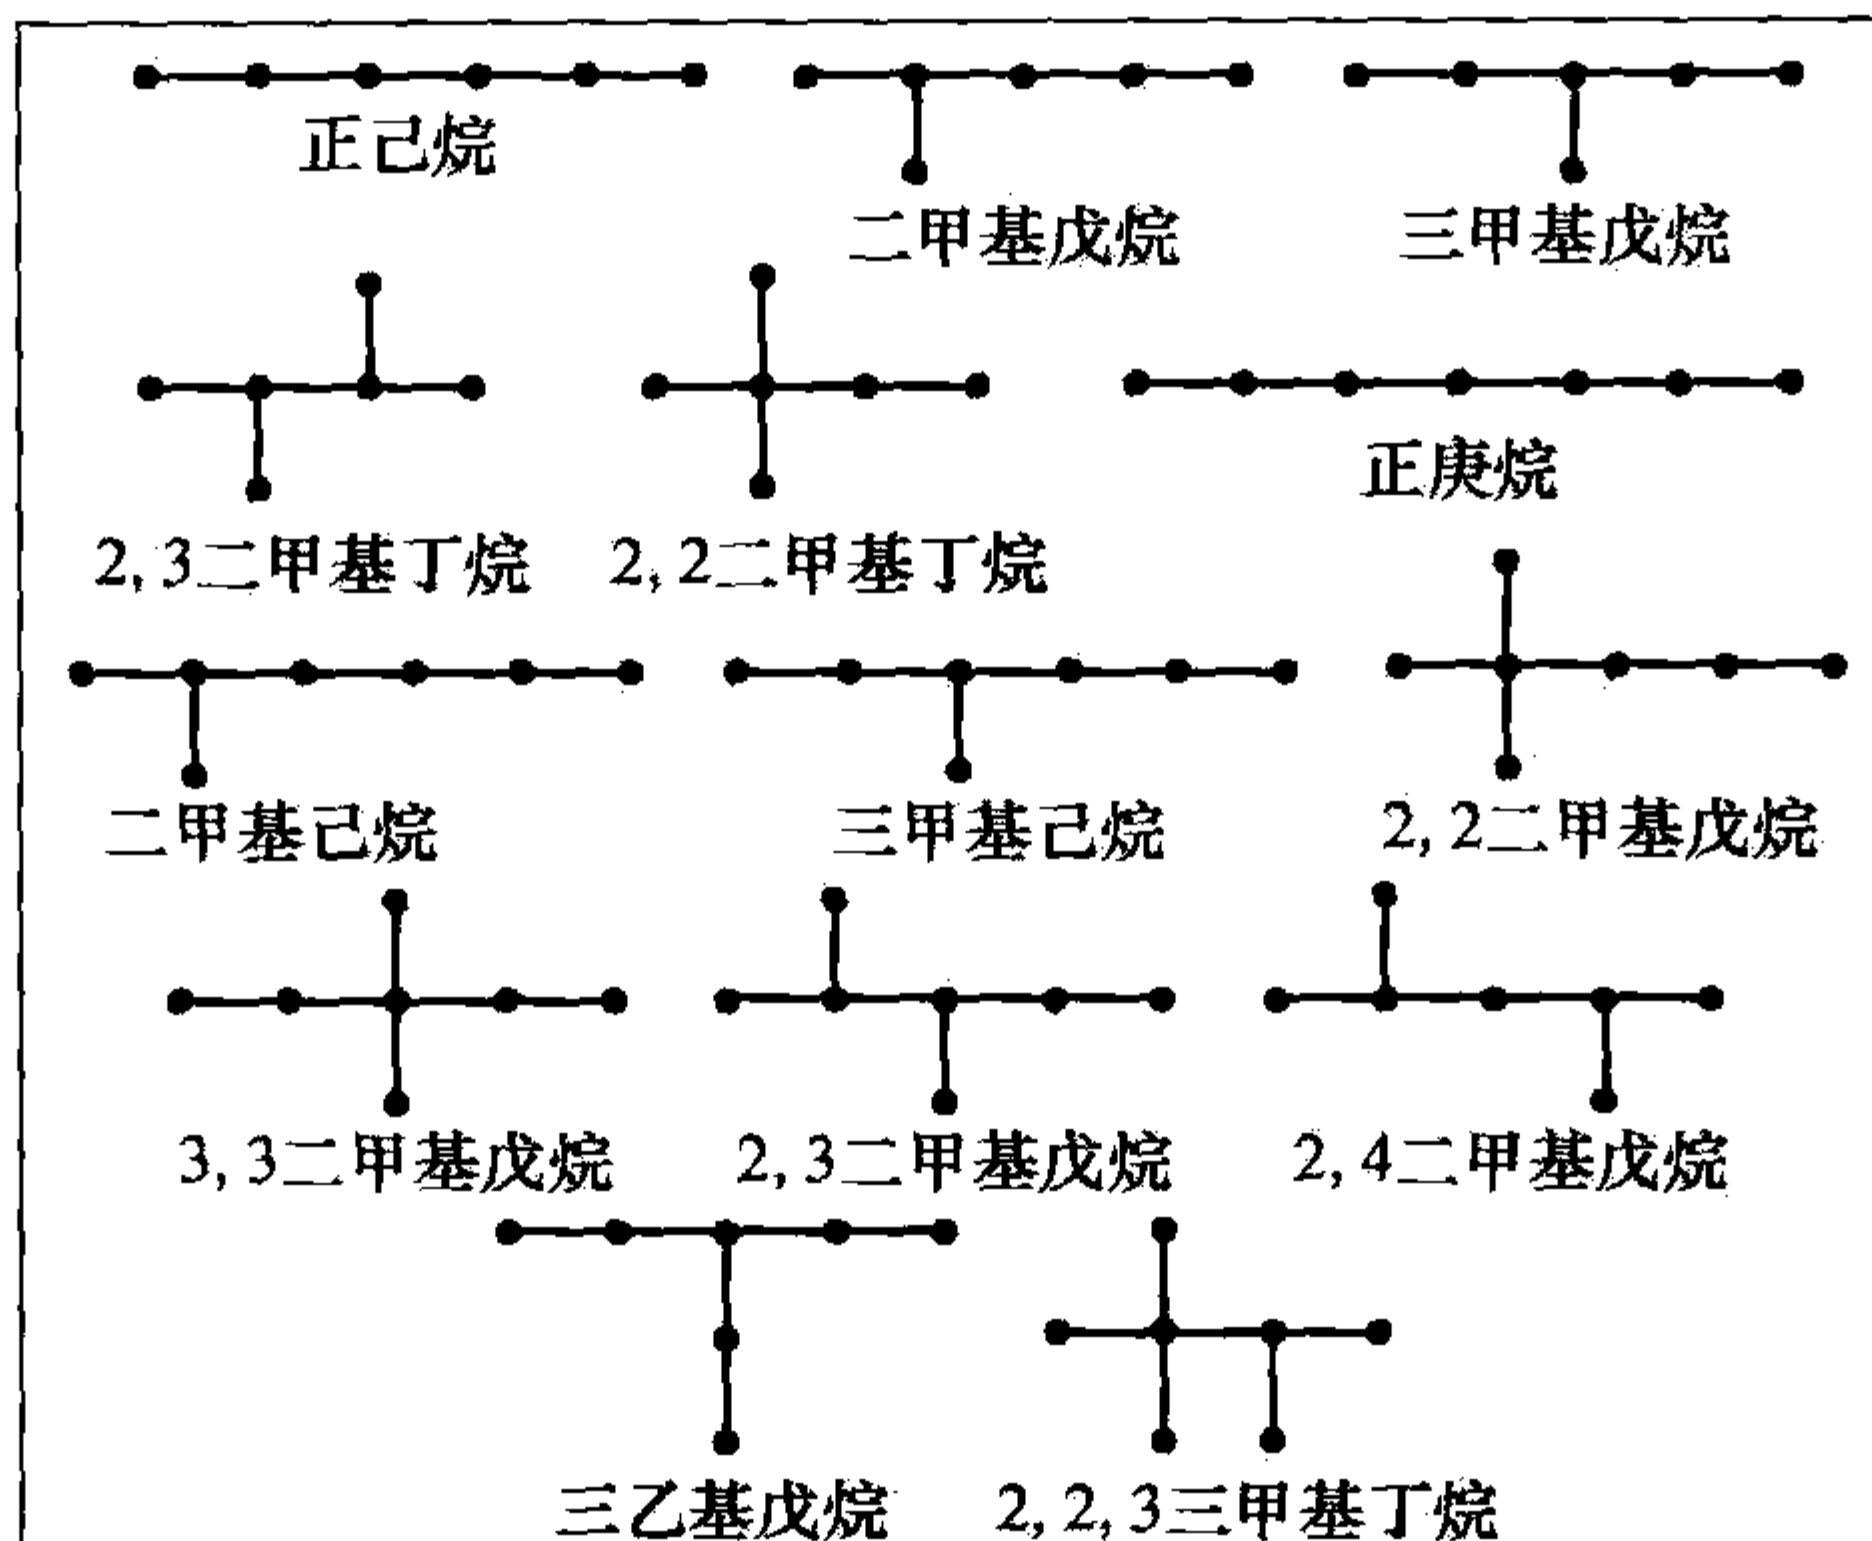 正己烷
二甲基戊烷
三甲基戊烷
2, 3二甲基丁烷
2, 2二甲基丁烷
正庚烷
二甲基己烷
三甲基己烷
2, 2二甲基戊烷
3, 3二甲基戊烷
2, 3二甲基戊烷
2, 4二甲基戊烷
三乙基戊烷
2, 2, 3三甲基丁烷